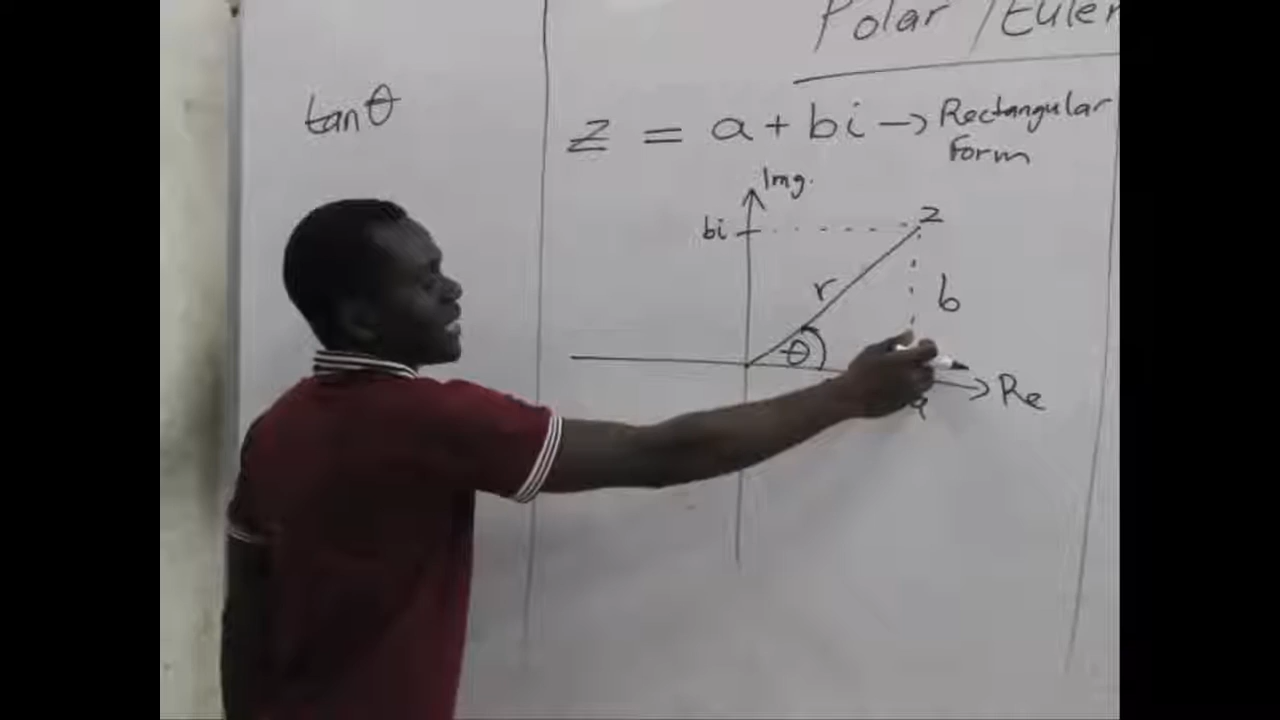 Polar / Euler
tanθ
z = a + bi → Rectangular
Form
Img.
bi
z
r
b
θ
Re
a